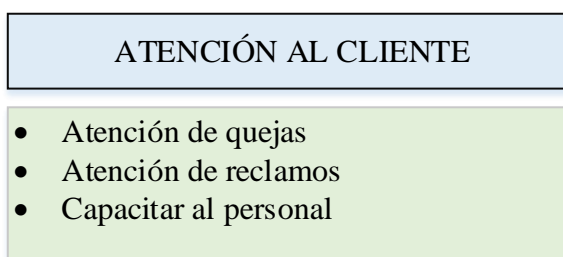 ATENCIÓN AL CLIENTE
• Atención de quejas
• Atención de reclamos
• Capacitar al personal